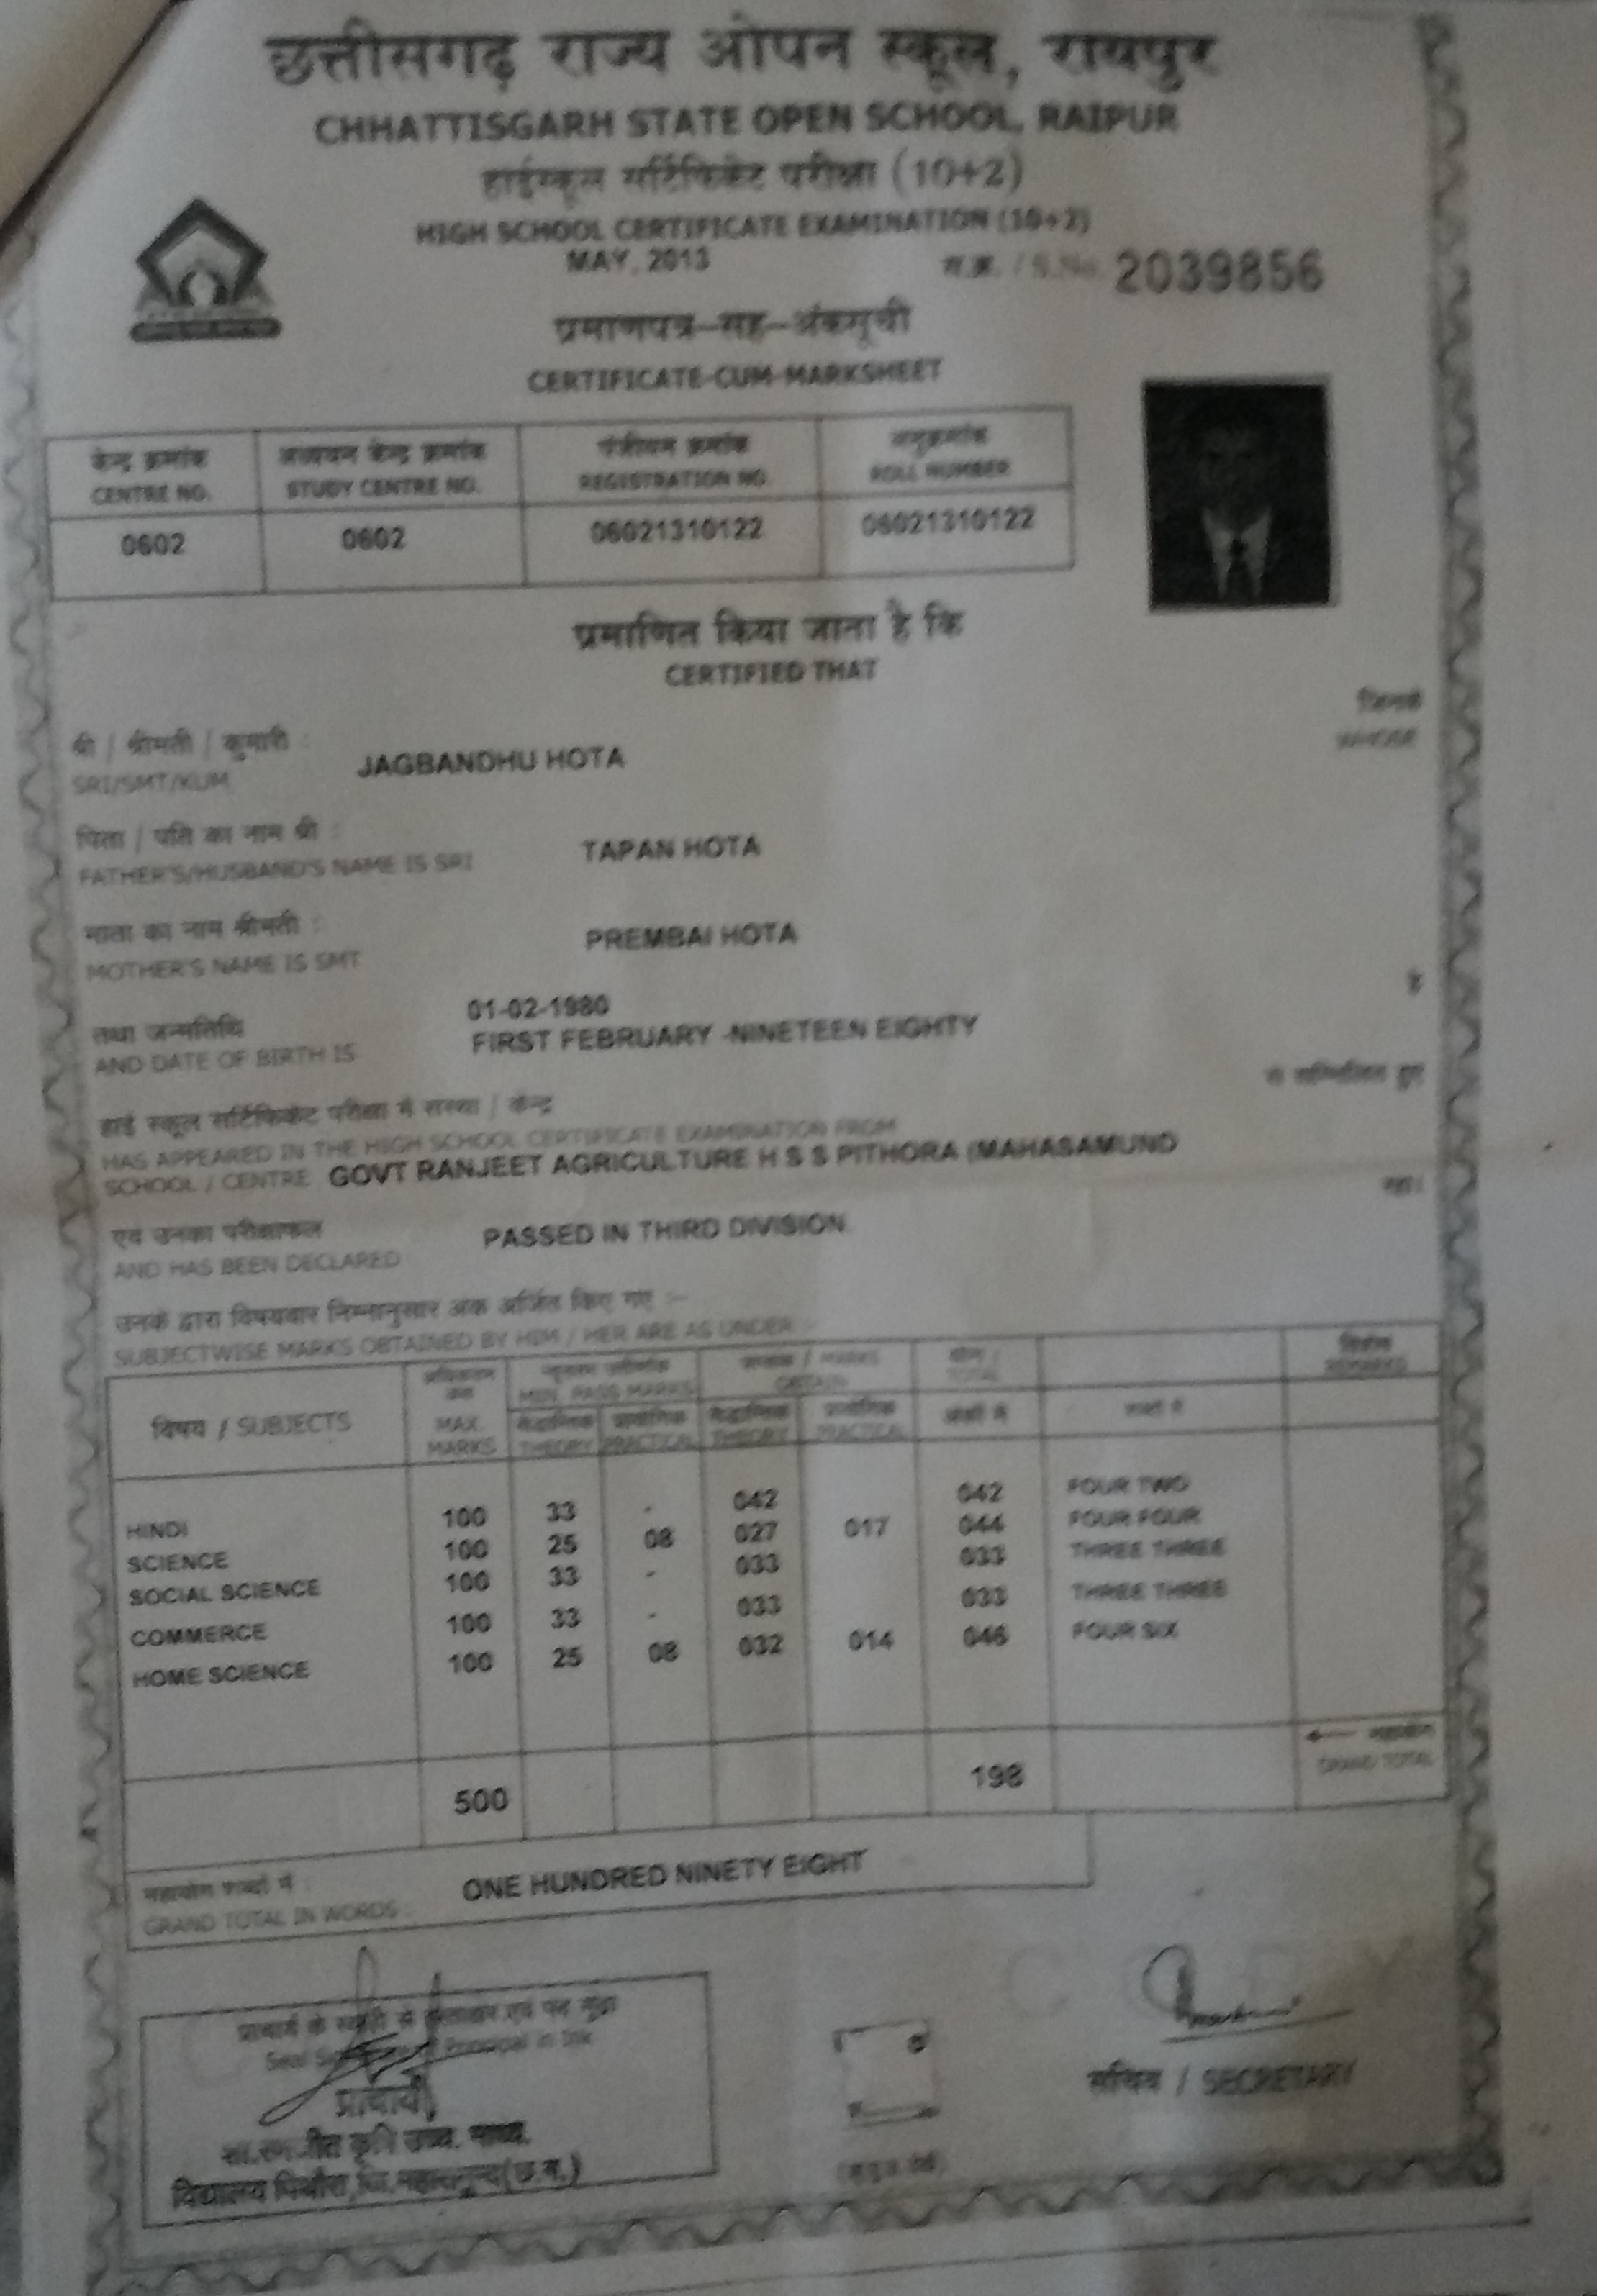 छत्तीसगढ़ राज्य ओपन स्कूल, रायपुर
CHHATTISGARH STATE OPEN SCHOOL, RAIPUR
हाईस्कूल सर्टिफिकेट परीक्षा (10+2)
HIGH SCHOOL CERTIFICATE EXAMINATION (10+2)
MAY, 2013
स.क्र. / S.No. 2039856
प्रमाणपत्र-सह-अंकसूची
CERTIFICATE-CUM-MARKSHEET
केन्द्र क्रमांक अध्ययन केन्द्र क्रमांक पंजीयन क्रमांक अनुक्रमांक
CENTRE NO. STUDY CENTRE NO. REGISTRATION NO. ROLL NUMBER
0602 0602 06021310122 06021310122
प्रमाणित किया जाता है कि
CERTIFIED THAT
जिनके
WHOSE
श्री / श्रीमती / कुमारी :
SRI/SMT/KUM. JAGBANDHU HOTA
पिता / पति का नाम श्री :
FATHER'S/HUSBAND'S NAME IS SRI TAPAN HOTA
माता का नाम श्रीमती :
MOTHER'S NAME IS SMT PREMBAI HOTA
है
तथा जन्मतिथि 01-02-1980
AND DATE OF BIRTH IS FIRST FEBRUARY -NINETEEN EIGHTY
हाई स्कूल सर्टिफिकेट परीक्षा में संस्था / केन्द्र से सम्मिलित हुए
HAS APPEARED IN THE HIGH SCHOOL CERTIFICATE EXAMINATION FROM
SCHOOL / CENTRE GOVT RANJEET AGRICULTURE H S S PITHORA (MAHASAMUND
एवं उनका परीक्षाफल रहा।
AND HAS BEEN DECLARED PASSED IN THIRD DIVISION.
उनके द्वारा विषयवार निम्नानुसार अंक अर्जित किए गए :-
SUBJECTWISE MARKS OBTAINED BY HIM / HER ARE AS UNDER :-
विषय / SUBJECTS
अधिकतम अंक
MAX. MARKS
MIN. PASS MARKS
सैद्धान्तिक प्रायोगिक
THEORY PRACTICAL
प्राप्तांक / MARKS OBTAIN
सैद्धान्तिक प्रायोगिक
THEORY PRACTICAL
योग / TOTAL
अंकों में शब्दों में
REMARKS
HINDI 100 33 - 042 042 FOUR TWO
SCIENCE 100 25 08 027 017 044 FOUR FOUR
SOCIAL SCIENCE 100 33 - 033 033 THREE THREE
COMMERCE 100 33 - 033 033 THREE THREE
HOME SCIENCE 100 25 08 032 014 046 FOUR SIX
500 198
← महायोग
GRAND TOTAL
महायोग शब्दों में :
GRAND TOTAL IN WORDS : ONE HUNDRED NINETY EIGHT
प्राचार्य के स्याही से हस्ताक्षर एवं पद मुद्रा
Principal in Ink
प्राचार्य
कृषि उच्च. माध्य.
विद्यालय पिथौरा
सचिव / SECRETARY